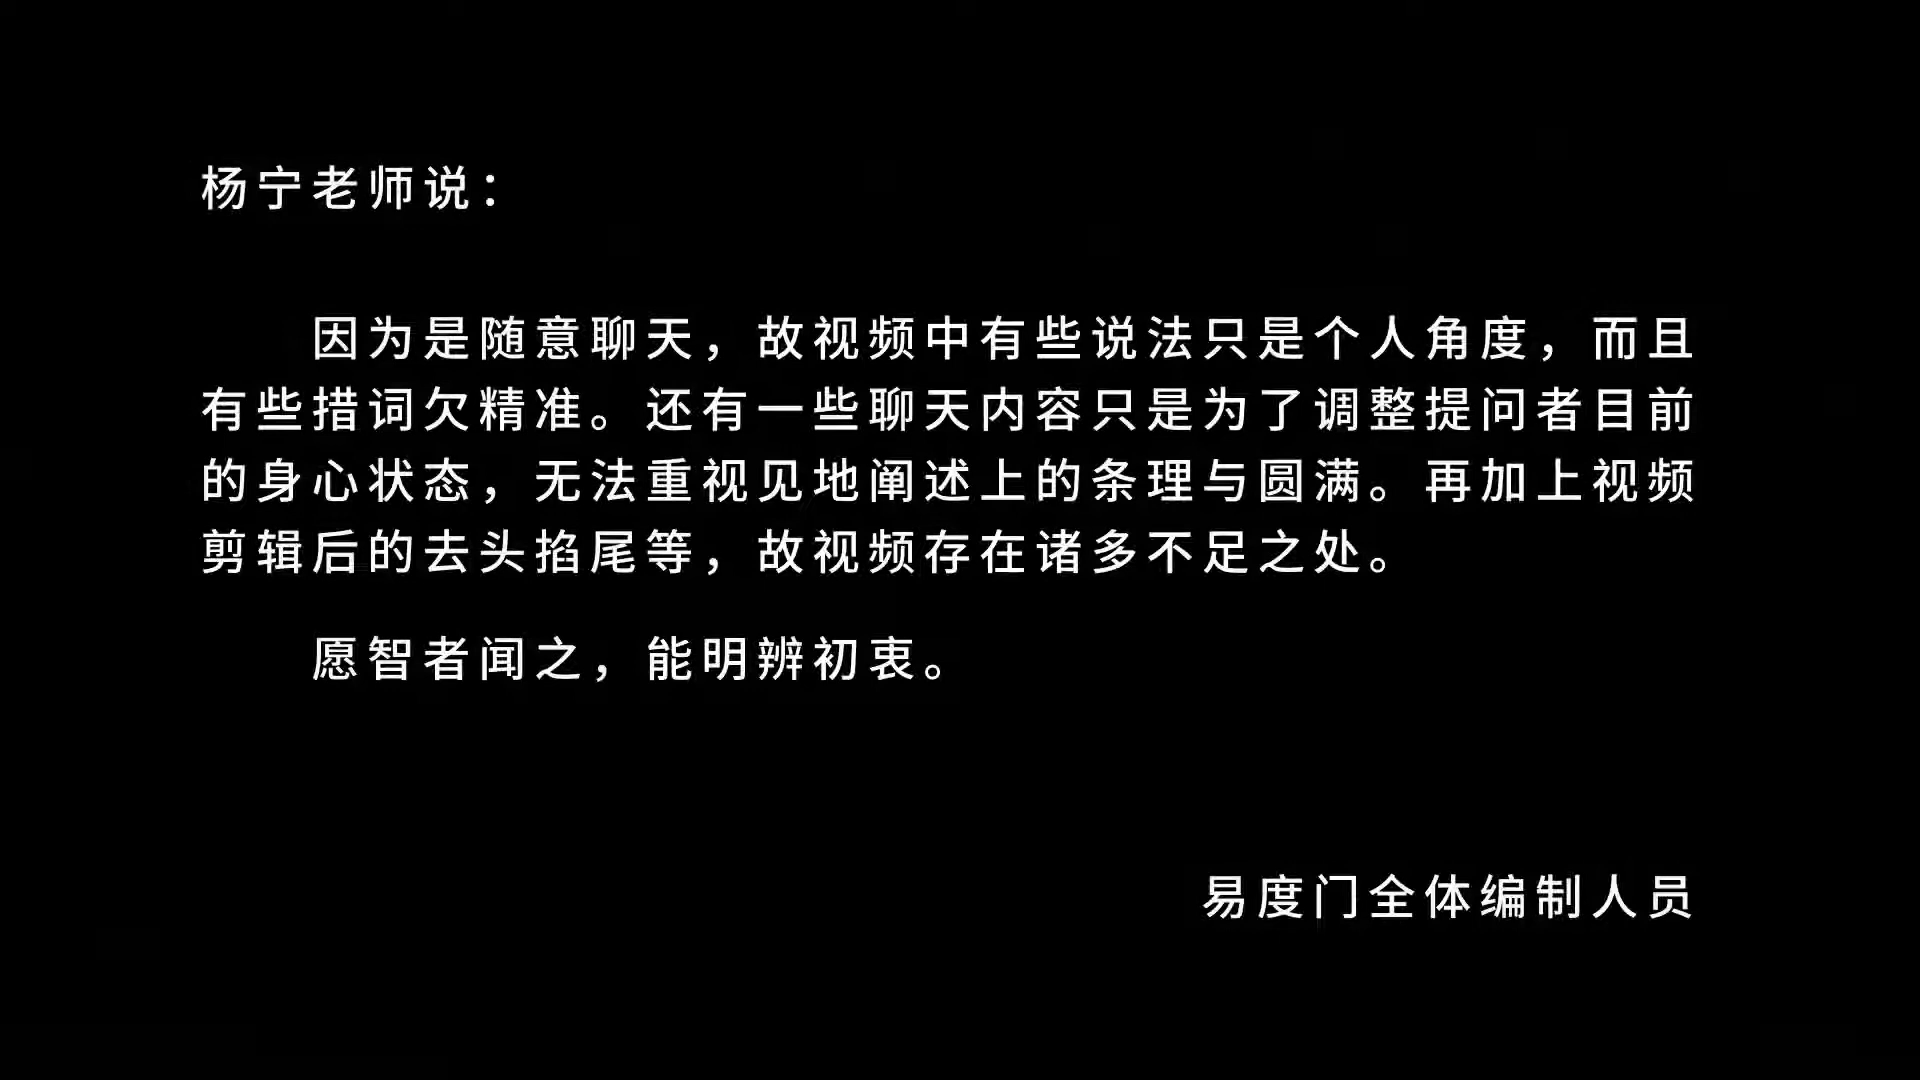 杨宁老师说：
因为是随意聊天，故视频中有些说法只是个人角度，而且
有些措词欠精准。还有一些聊天内容只是为了调整提问者目前
的身心状态，无法重视见地阐述上的条理与圆满。再加上视频
剪辑后的去头掐尾等，故视频存在诸多不足之处。
愿智者闻之，能明辨初衷。
易度门全体编制人员